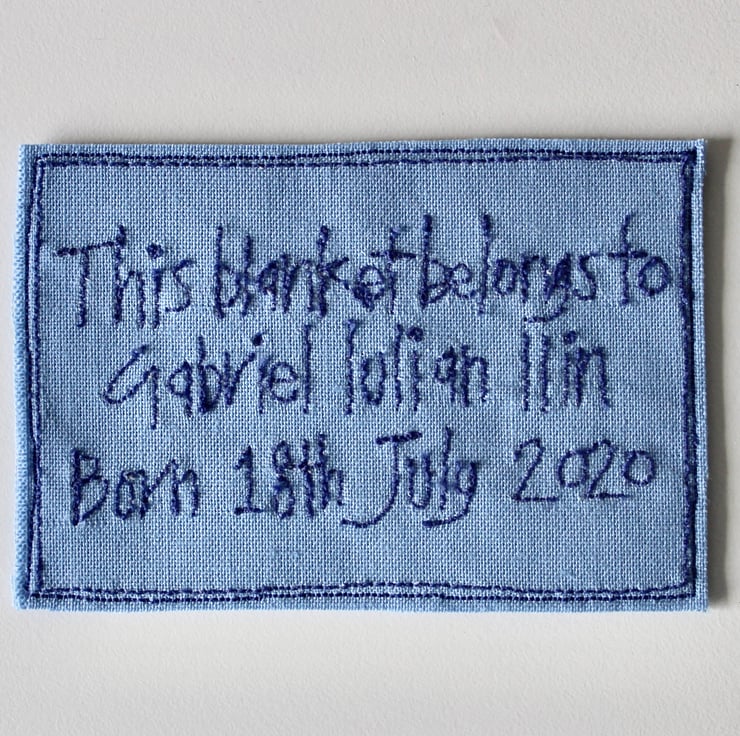 This blanket belongs to
Gabriel Iulian Ilin
Born 18th July 2020